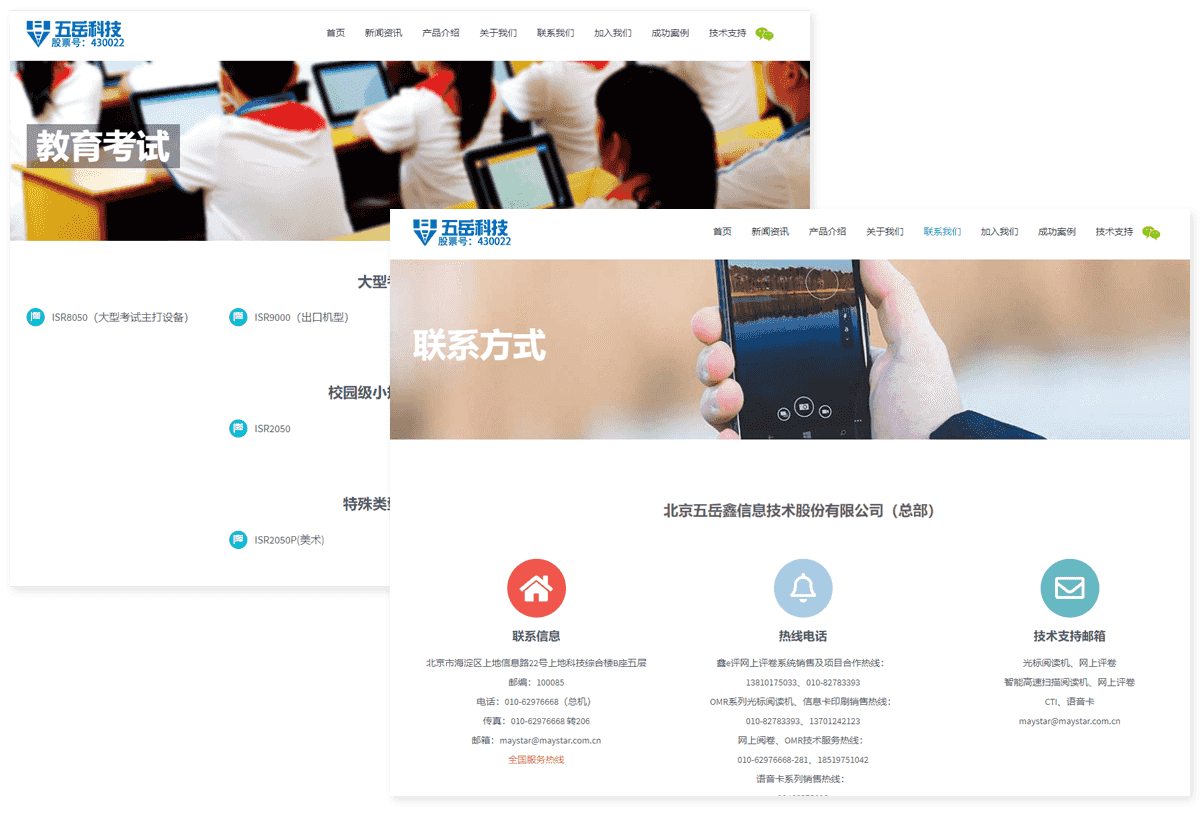 五岳科技
股票号：430022
首页 新闻资讯 产品介绍 关于我们 联系我们 加入我们 成功案例 技术支持
教育考试
大型
ISR8050（大型考试主打设备） ISR9000（出口机型）
校园级小
ISR2050
特殊类
ISR2050P(美术)
五岳科技
股票号：430022
首页 新闻资讯 产品介绍 关于我们 联系我们 加入我们 成功案例 技术支持
联系方式
北京五岳鑫信息技术股份有限公司（总部）
联系信息
北京市海淀区上地信息路22号上地科技综合楼B座五层
邮编：100085
电话：010-62976668（总机）
传真：010-62976668 转206
邮箱：maystar@maystar.com.cn
全国服务热线
热线电话
鑫e评网上评卷系统销售及项目合作热线：
13810175033、010-82783393
OMR系列光标阅读机、信息卡印刷销售热线：
010-82783393、13701242123
网上阅卷、OMR技术服务热线：
010-62976668-281、18519751042
语音卡系列销售热线：
技术支持邮箱
光标阅读机、网上评卷
智能高速扫描阅读机、网上评卷
CTI、语音卡
maystar@maystar.com.cn